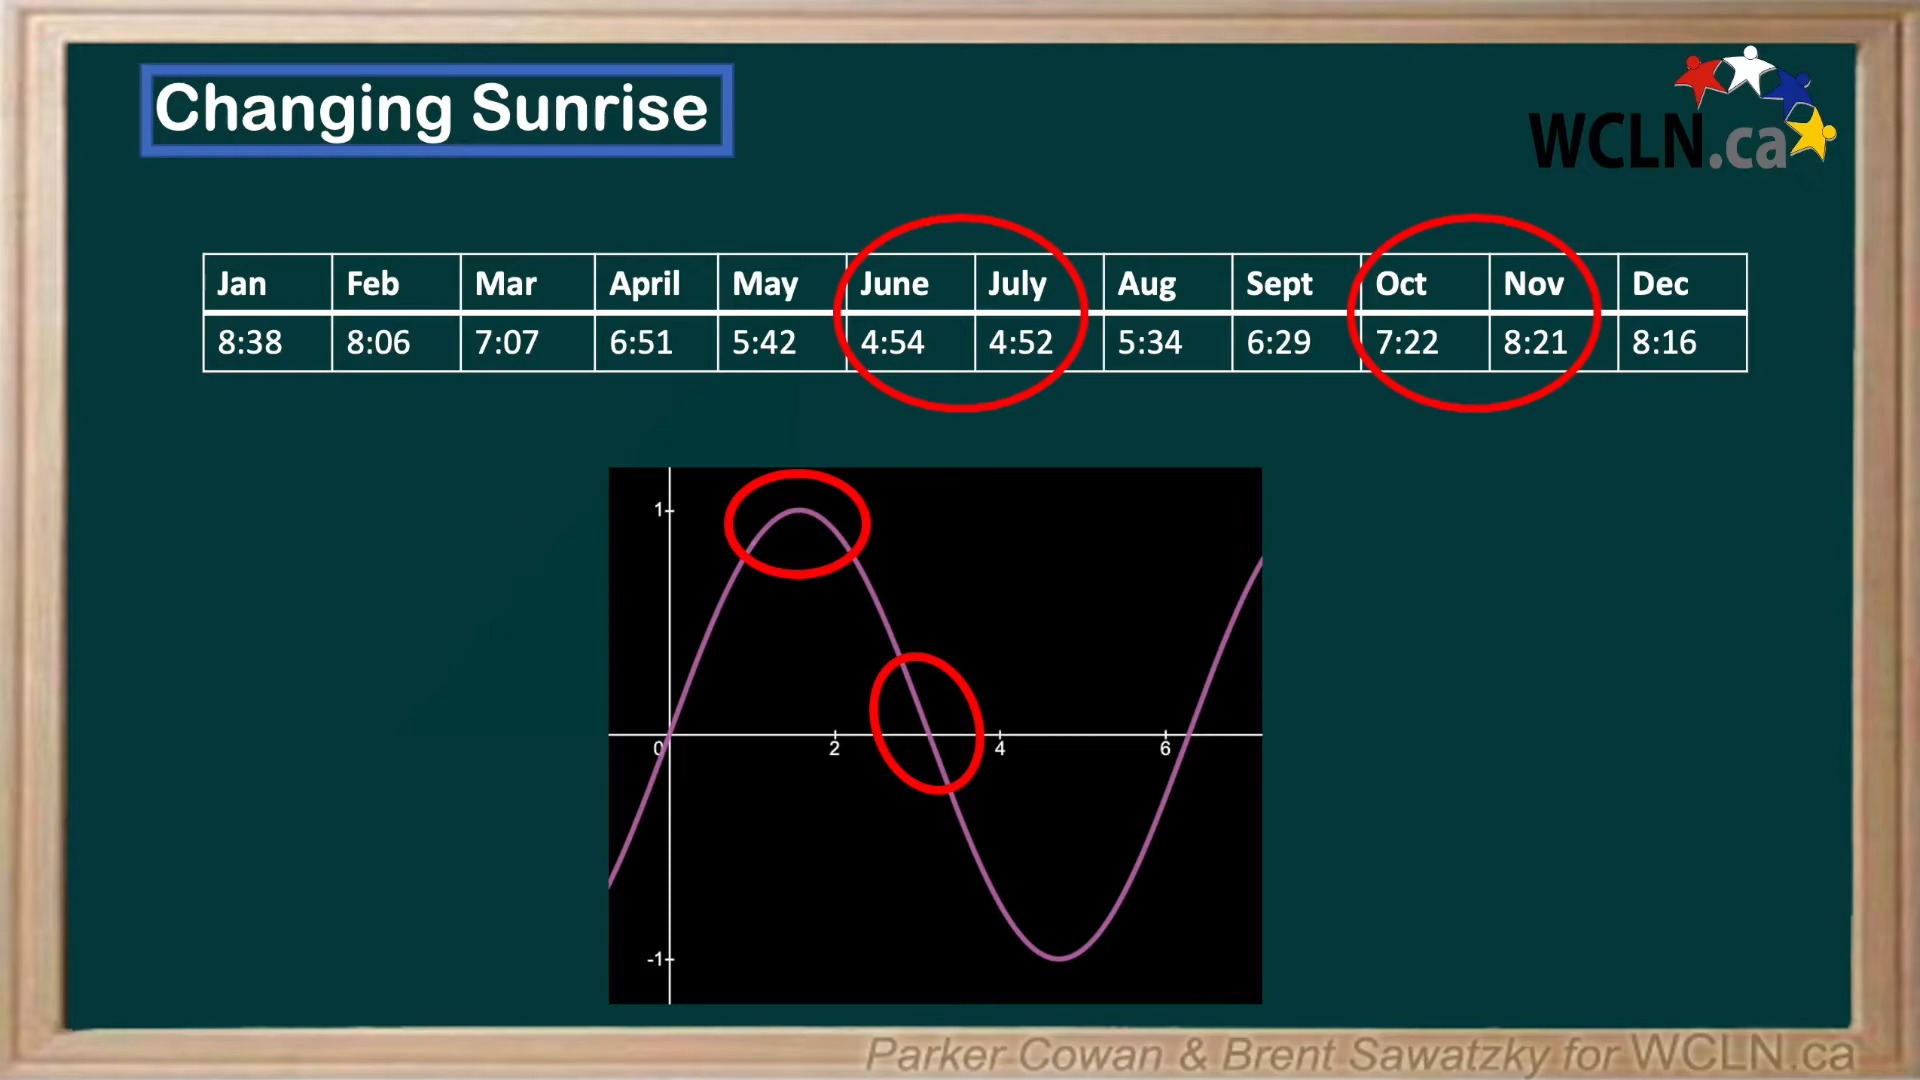 Changing Sunrise
WCLN.ca
Jan Feb Mar April May June July Aug Sept Oct Nov Dec
8:38 8:06 7:07 6:51 5:42 4:54 4:52 5:34 6:29 7:22 8:21 8:16
1
0 2 4 6
-1
Parker Cowan & Brent Sawatzky for WCLN.ca